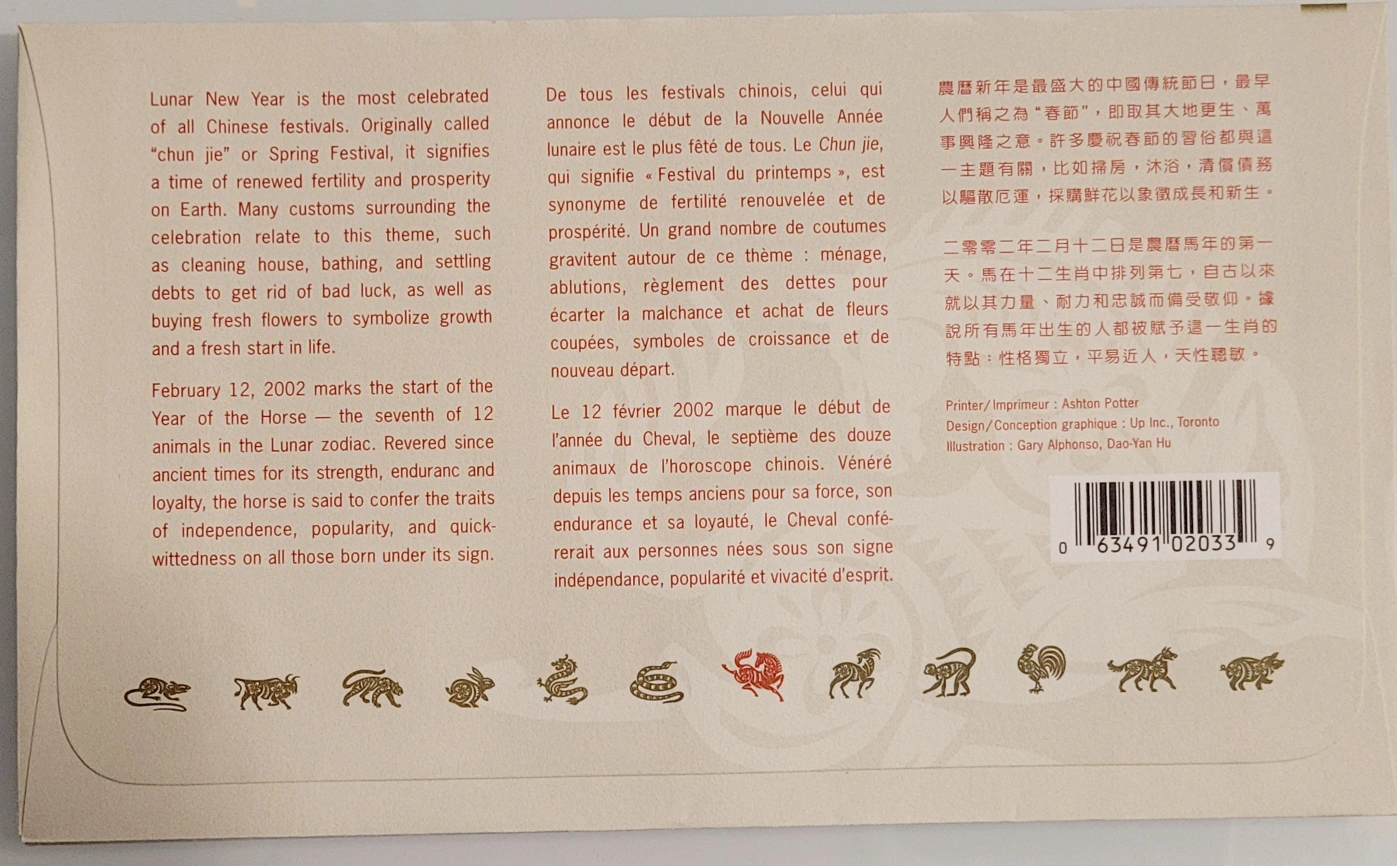 Lunar New Year is the most celebrated
of all Chinese festivals. Originally called
“chun jie” or Spring Festival, it signifies
a time of renewed fertility and prosperity
on Earth. Many customs surrounding the
celebration relate to this theme, such
as cleaning house, bathing, and settling
debts to get rid of bad luck, as well as
buying fresh flowers to symbolize growth
and a fresh start in life.
February 12, 2002 marks the start of the
Year of the Horse — the seventh of 12
animals in the Lunar zodiac. Revered since
ancient times for its strength, enduranc and
loyalty, the horse is said to confer the traits
of independence, popularity, and quick-
wittedness on all those born under its sign.
De tous les festivals chinois, celui qui
annonce le début de la Nouvelle Année
lunaire est le plus fêté de tous. Le Chun jie,
qui signifie « Festival du printemps », est
synonyme de fertilité renouvelée et de
prospérité. Un grand nombre de coutumes
gravitent autour de ce thème : ménage,
ablutions, règlement des dettes pour
écarter la malchance et achat de fleurs
coupées, symboles de croissance et de
nouveau départ.
Le 12 février 2002 marque le début de
l’année du Cheval, le septième des douze
animaux de l’horoscope chinois. Vénéré
depuis les temps anciens pour sa force, son
endurance et sa loyauté, le Cheval confé-
rerait aux personnes nées sous son signe
indépendance, popularité et vivacité d’esprit.
農曆新年是最盛大的中國傳統節日，最早
人們稱之為“春節”，即取其大地更生、萬
事興隆之意。許多慶祝春節的習俗都與這
一主題有關，比如掃房，沐浴，清償債務
以驅散厄運，採購鮮花以象徵成長和新生。
二零零二年二月十二日是農曆馬年的第一
天。馬在十二生肖中排列第七，自古以來
就以其力量、耐力和忠誠而備受敬仰。據
說所有馬年出生的人都被賦予這一生肖的
特點：性格獨立，平易近人，天性聰敏。
Printer/Imprimeur : Ashton Potter
Design/Conception graphique : Up Inc., Toronto
Illustration : Gary Alphonso, Dao-Yan Hu
0 63491 02033 9